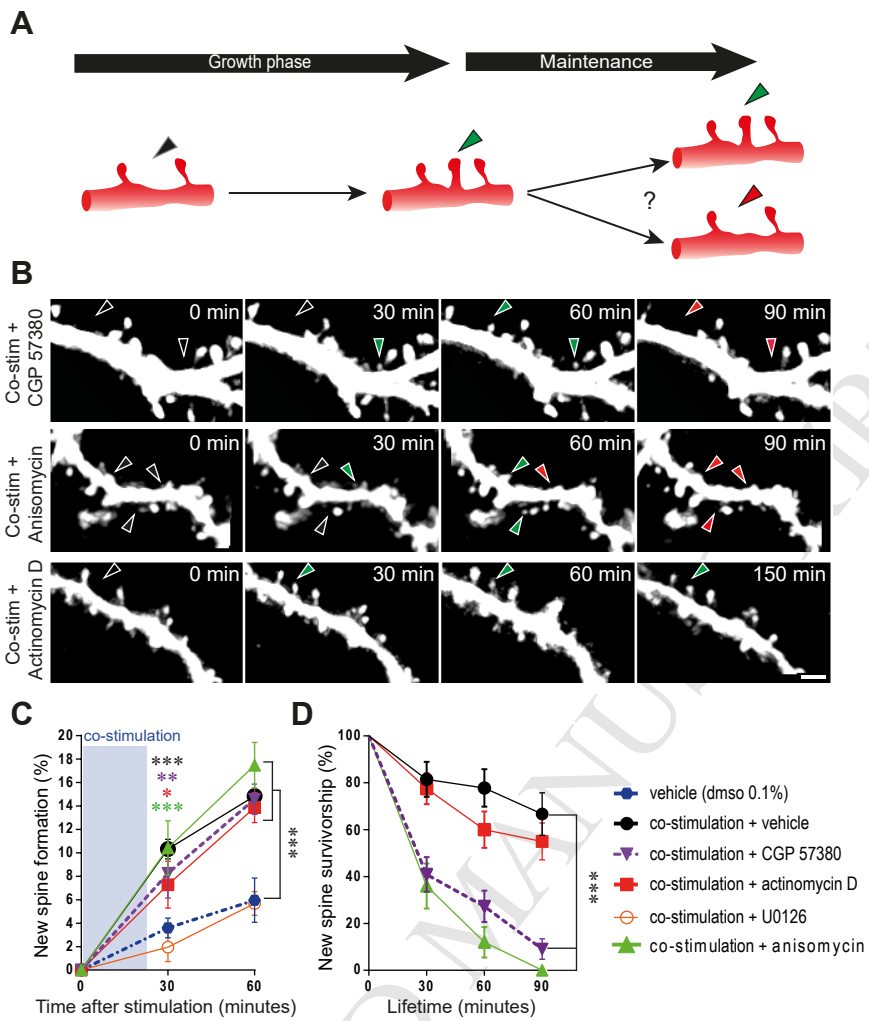 A
Growth phase
Maintenance
?
B
Co-stim +
CGP 57380
0 min
30 min
60 min
90 min
Co-stim +
Anisomycin
0 min
30 min
60 min
90 min
Co-stim +
Actinomycin D
0 min
30 min
60 min
150 min
C
co-stimulation
New spine formation (%)
20
18
16
14
12
10
8
6
4
2
0
***
**
*
***
***
0
30
60
Time after stimulation (minutes)
D
New spine survivorship (%)
100
80
60
40
20
0
***
0
30
60
90
Lifetime (minutes)
vehicle (dmso 0.1%)
co-stimulation + vehicle
co-stimulation + CGP 57380
co-stimulation + actinomycin D
co-stimulation + U0126
co-stimulation + anisomycin